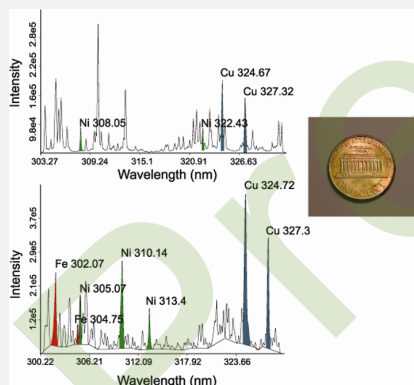 Intensity
2.8e5
2.2e5
1.6e5
9.8e4
Ni 308.05
Ni 322.43
Cu 324.67
Cu 327.32
303.27 309.24 315.1 320.91 326.63
Wavelength (nm)
Intensity
3.7e5
2.9e5
2.1e5
1.2e5
Fe 302.07
Ni 305.07
Fe 304.75
Ni 310.14
Ni 313.4
Cu 324.72
Cu 327.3
300.22 306.21 312.09 317.92 323.66
Wavelength (nm)